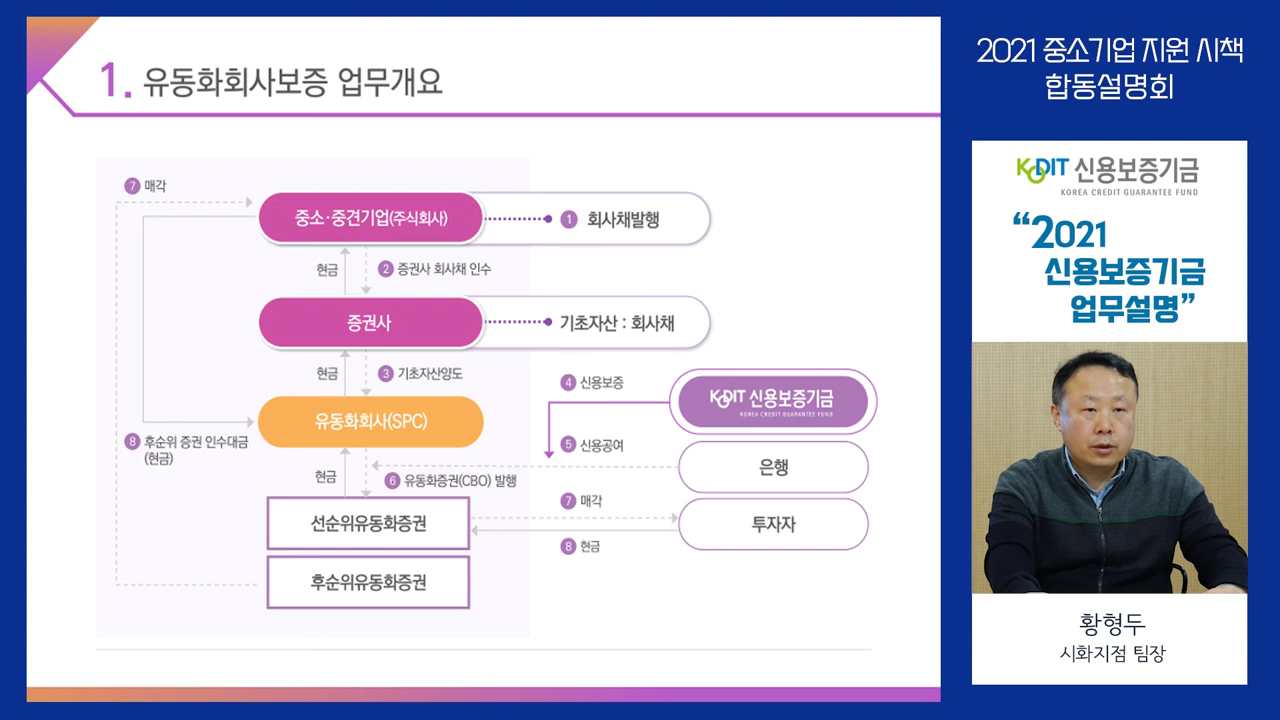 1. 유동화회사보증 업무개요
7 매각
중소·중견기업(주식회사)
1 회사채발행
현금
2 증권사 회사채 인수
증권사
기초자산 : 회사채
현금
3 기초자산양도
4 신용보증
KODIT 신용보증기금
KOREA CREDIT GUARANTEE FUND
유동화회사(SPC)
8 후순위 증권 인수대금
(현금)
5 신용공여
은행
현금
6 유동화증권(CBO) 발행
선순위유동화증권
7 매각
투자자
8 현금
후순위유동화증권
2021 중소기업 지원 시책
합동설명회
KODIT 신용보증기금
KOREA CREDIT GUARANTEE FUND
“2021
신용보증기금
업무설명”
황형두
시화지점 팀장